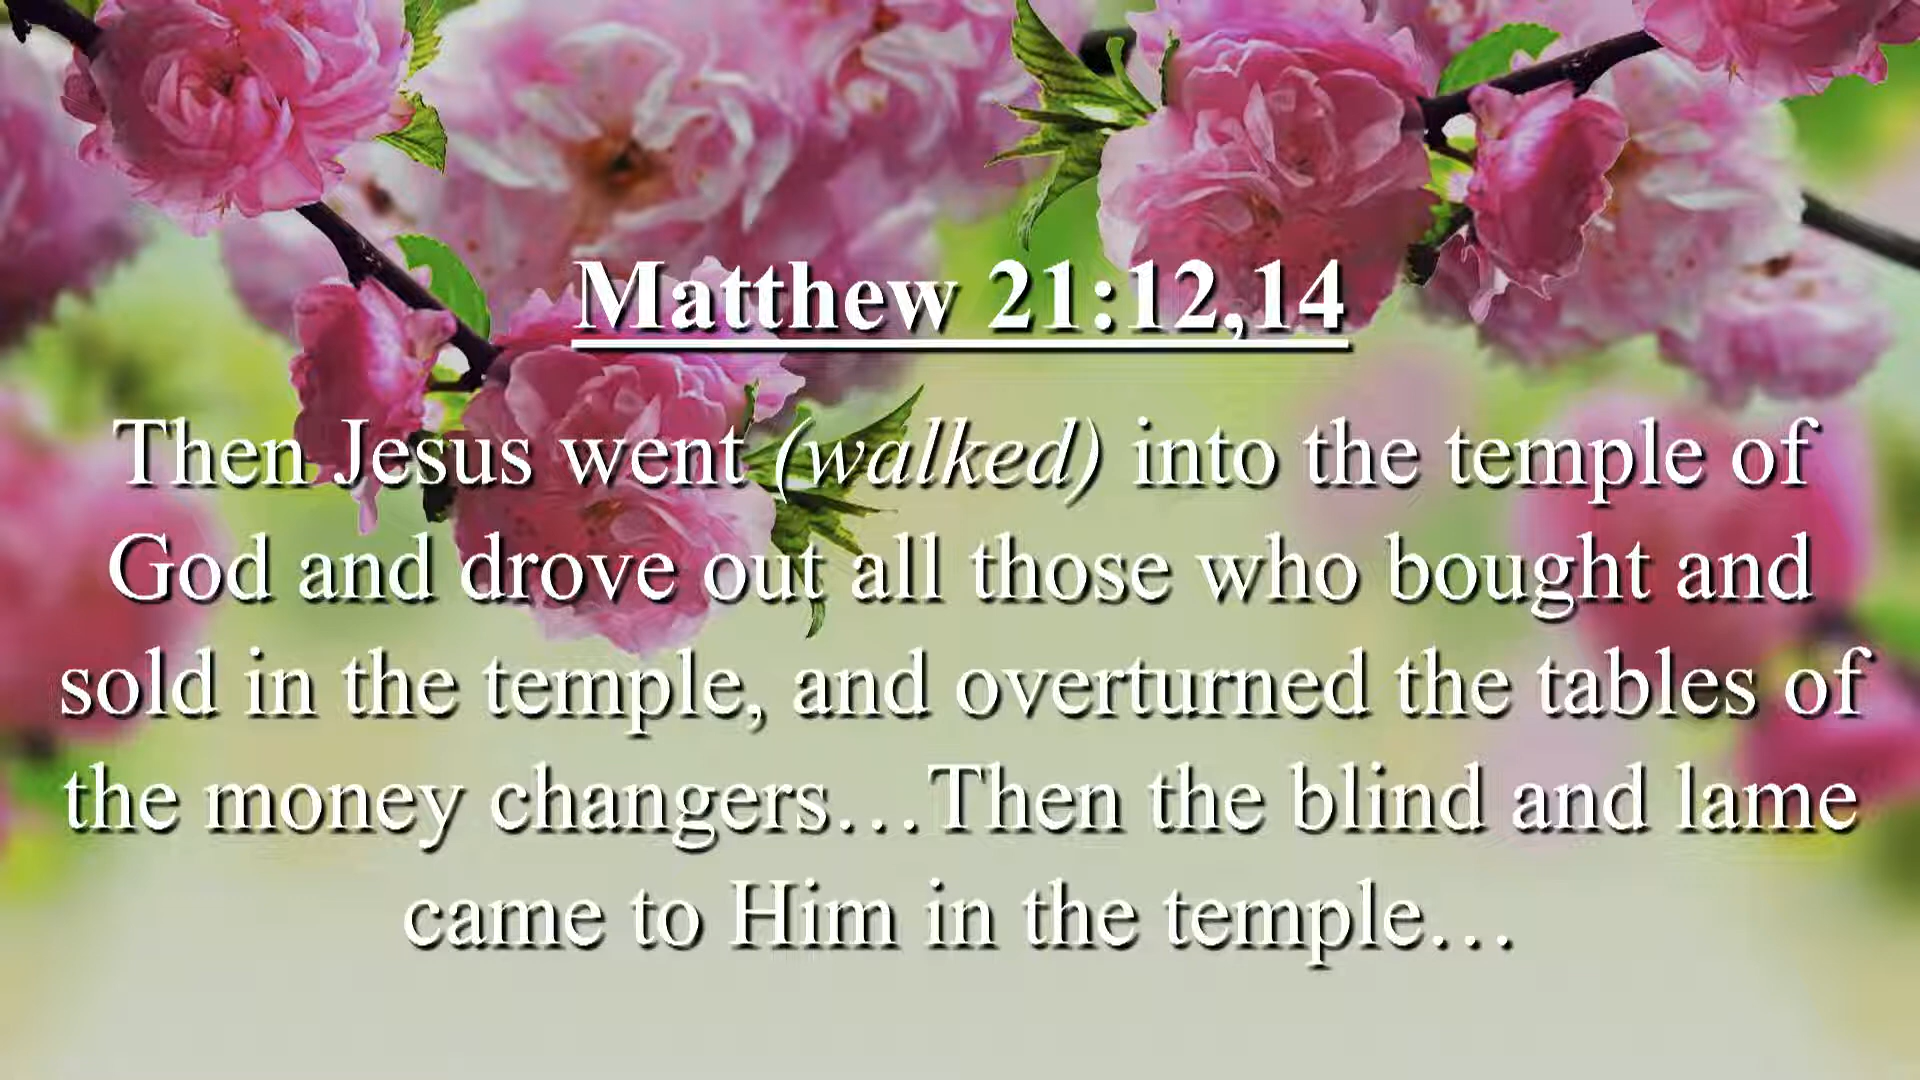 Matthew 21:12,14
Then Jesus went (walked) into the temple of
God and drove out all those who bought and
sold in the temple, and overturned the tables of
the money changers…Then the blind and lame
came to Him in the temple…